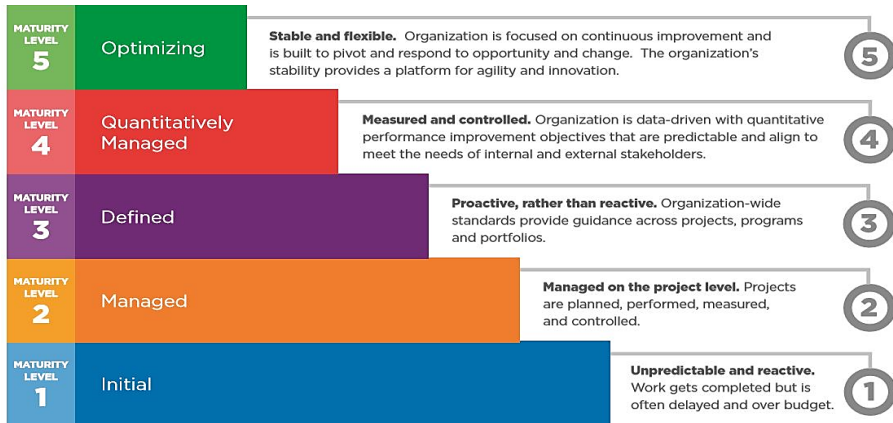 MATURITY
LEVEL
5
Optimizing
Stable and flexible. Organization is focused on continuous improvement and
is built to pivot and respond to opportunity and change. The organization's
stability provides a platform for agility and innovation.
5
MATURITY
LEVEL
4
Quantitatively
Managed
Measured and controlled. Organization is data-driven with quantitative
performance improvement objectives that are predictable and align to
meet the needs of internal and external stakeholders.
4
MATURITY
LEVEL
3
Defined
Proactive, rather than reactive. Organization-wide
standards provide guidance across projects, programs
and portfolios.
3
MATURITY
LEVEL
2
Managed
Managed on the project level. Projects
are planned, performed, measured,
and controlled.
2
MATURITY
LEVEL
1
Initial
Unpredictable and reactive.
Work gets completed but is
often delayed and over budget.
1